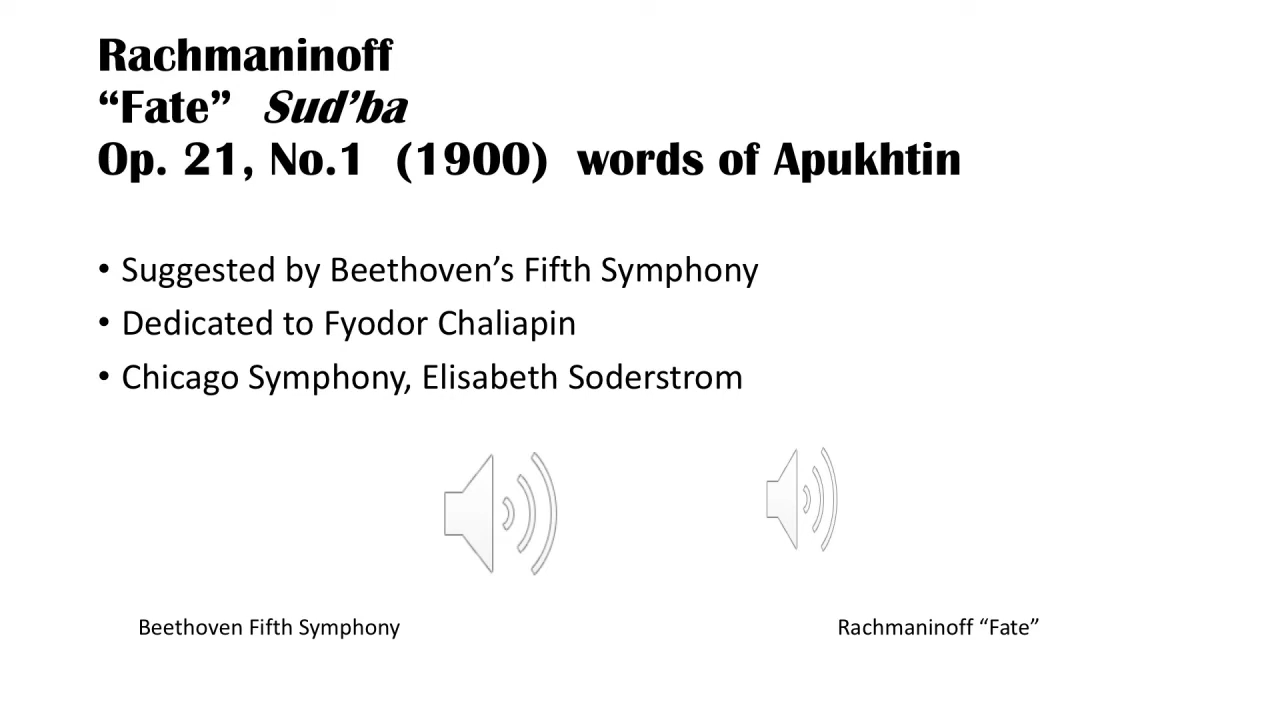 Rachmaninoff
“Fate” Sud’ba
Op. 21, No.1 (1900) words of Apukhtin
• Suggested by Beethoven’s Fifth Symphony
• Dedicated to Fyodor Chaliapin
• Chicago Symphony, Elisabeth Soderstrom
Beethoven Fifth Symphony
Rachmaninoff “Fate”